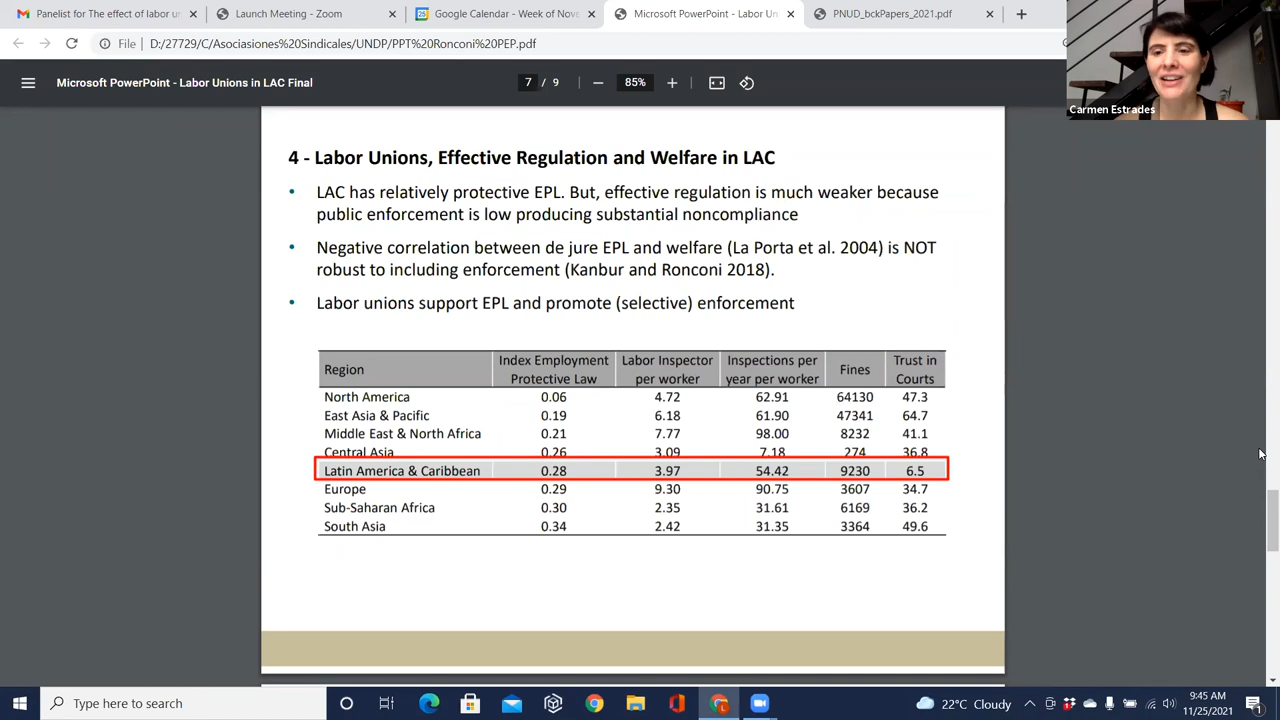 Panelist for The effect of labor un
Launch Meeting - Zoom
Google Calendar - Week of Nove
Microsoft PowerPoint - Labor Un
PNUD_bckPapers_2021.pdf
File
D:/27729/C/Asociasiones%20Sindicales/UNDP/PPT%20Ronconi%20PEP.pdf
Microsoft PowerPoint - Labor Unions in LAC Final
7 / 9
85%
Carmen Estrades
4 - Labor Unions, Effective Regulation and Welfare in LAC
• LAC has relatively protective EPL. But, effective regulation is much weaker because
public enforcement is low producing substantial noncompliance
• Negative correlation between de jure EPL and welfare (La Porta et al. 2004) is NOT
robust to including enforcement (Kanbur and Ronconi 2018).
• Labor unions support EPL and promote (selective) enforcement
Region Index Employment Protective Law Labor Inspector per worker Inspections per year per worker Fines Trust in Courts
North America 0.06 4.72 62.91 64130 47.3
East Asia & Pacific 0.19 6.18 61.90 47341 64.7
Middle East & North Africa 0.21 7.77 98.00 8232 41.1
Central Asia 0.26 3.09 7.18 274 36.8
Latin America & Caribbean 0.28 3.97 54.42 9230 6.5
Europe 0.29 9.30 90.75 3607 34.7
Sub-Saharan Africa 0.30 2.35 31.61 6169 36.2
South Asia 0.34 2.42 31.35 3364 49.6
Type here to search
22°C Cloudy
9:45 AM
11/25/2021